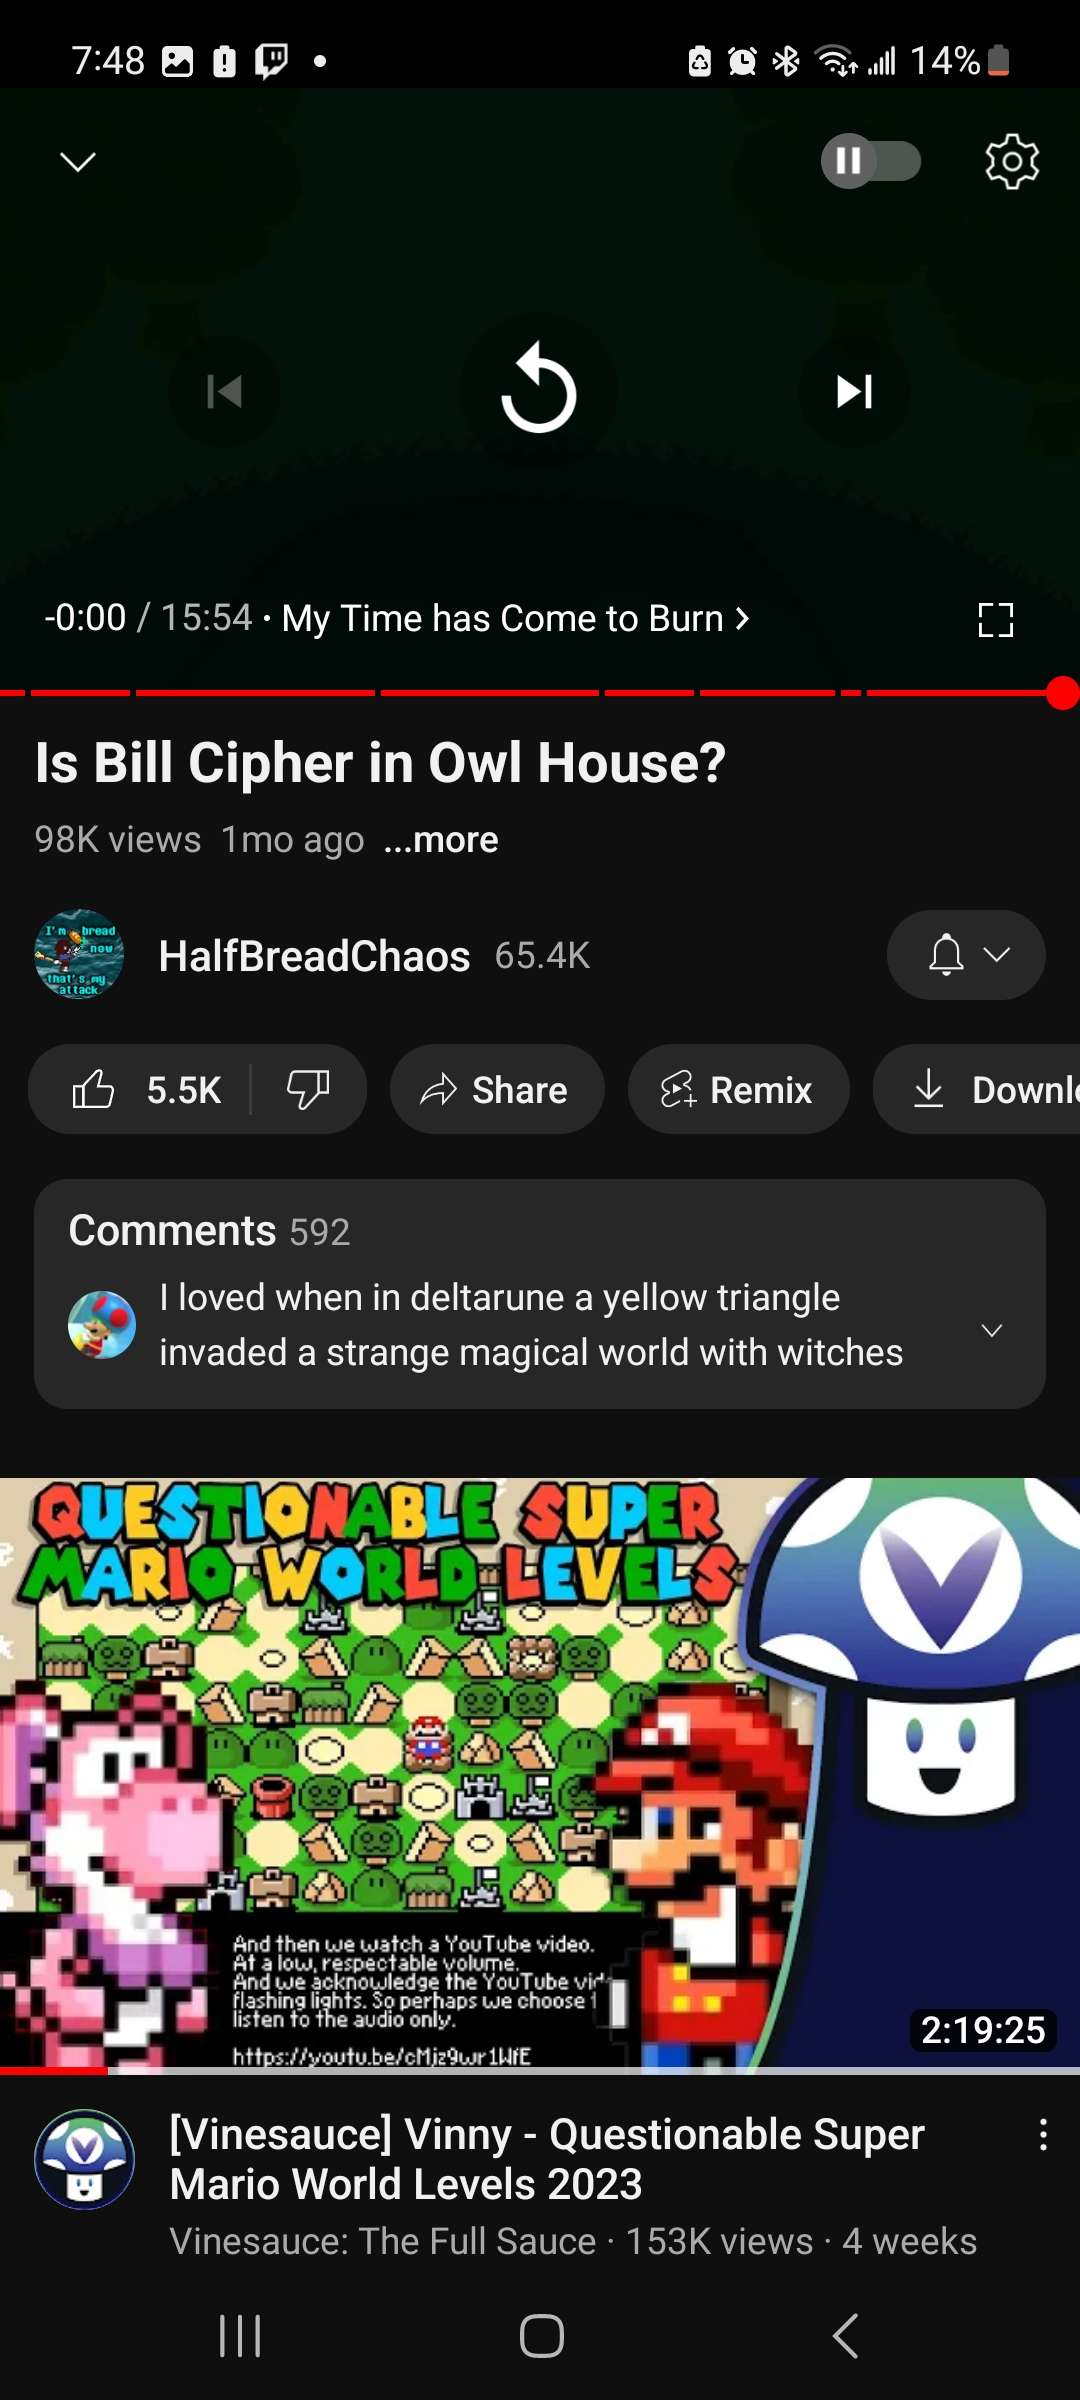 7:48
14%
-0:00 / 15:54 · My Time has Come to Burn
Is Bill Cipher in Owl House?
98K views 1mo ago ...more
I'm bread
now
that's my
attack
HalfBreadChaos 65.4K
5.5K
Share
Remix
Downl
Comments 592
I loved when in deltarune a yellow triangle
invaded a strange magical world with witches
QUESTIONABLE SUPER
MARIO WORLD LEVELS
And then we watch a YouTube video.
At a low, respectable volume.
And we acknowledge the YouTube
flashing lights. So perhaps we choose
listen to the audio only.
https://youtu.be/cMjz9wr1WfE
2:19:25
[Vinesauce] Vinny - Questionable Super
Mario World Levels 2023
Vinesauce: The Full Sauce · 153K views · 4 weeks